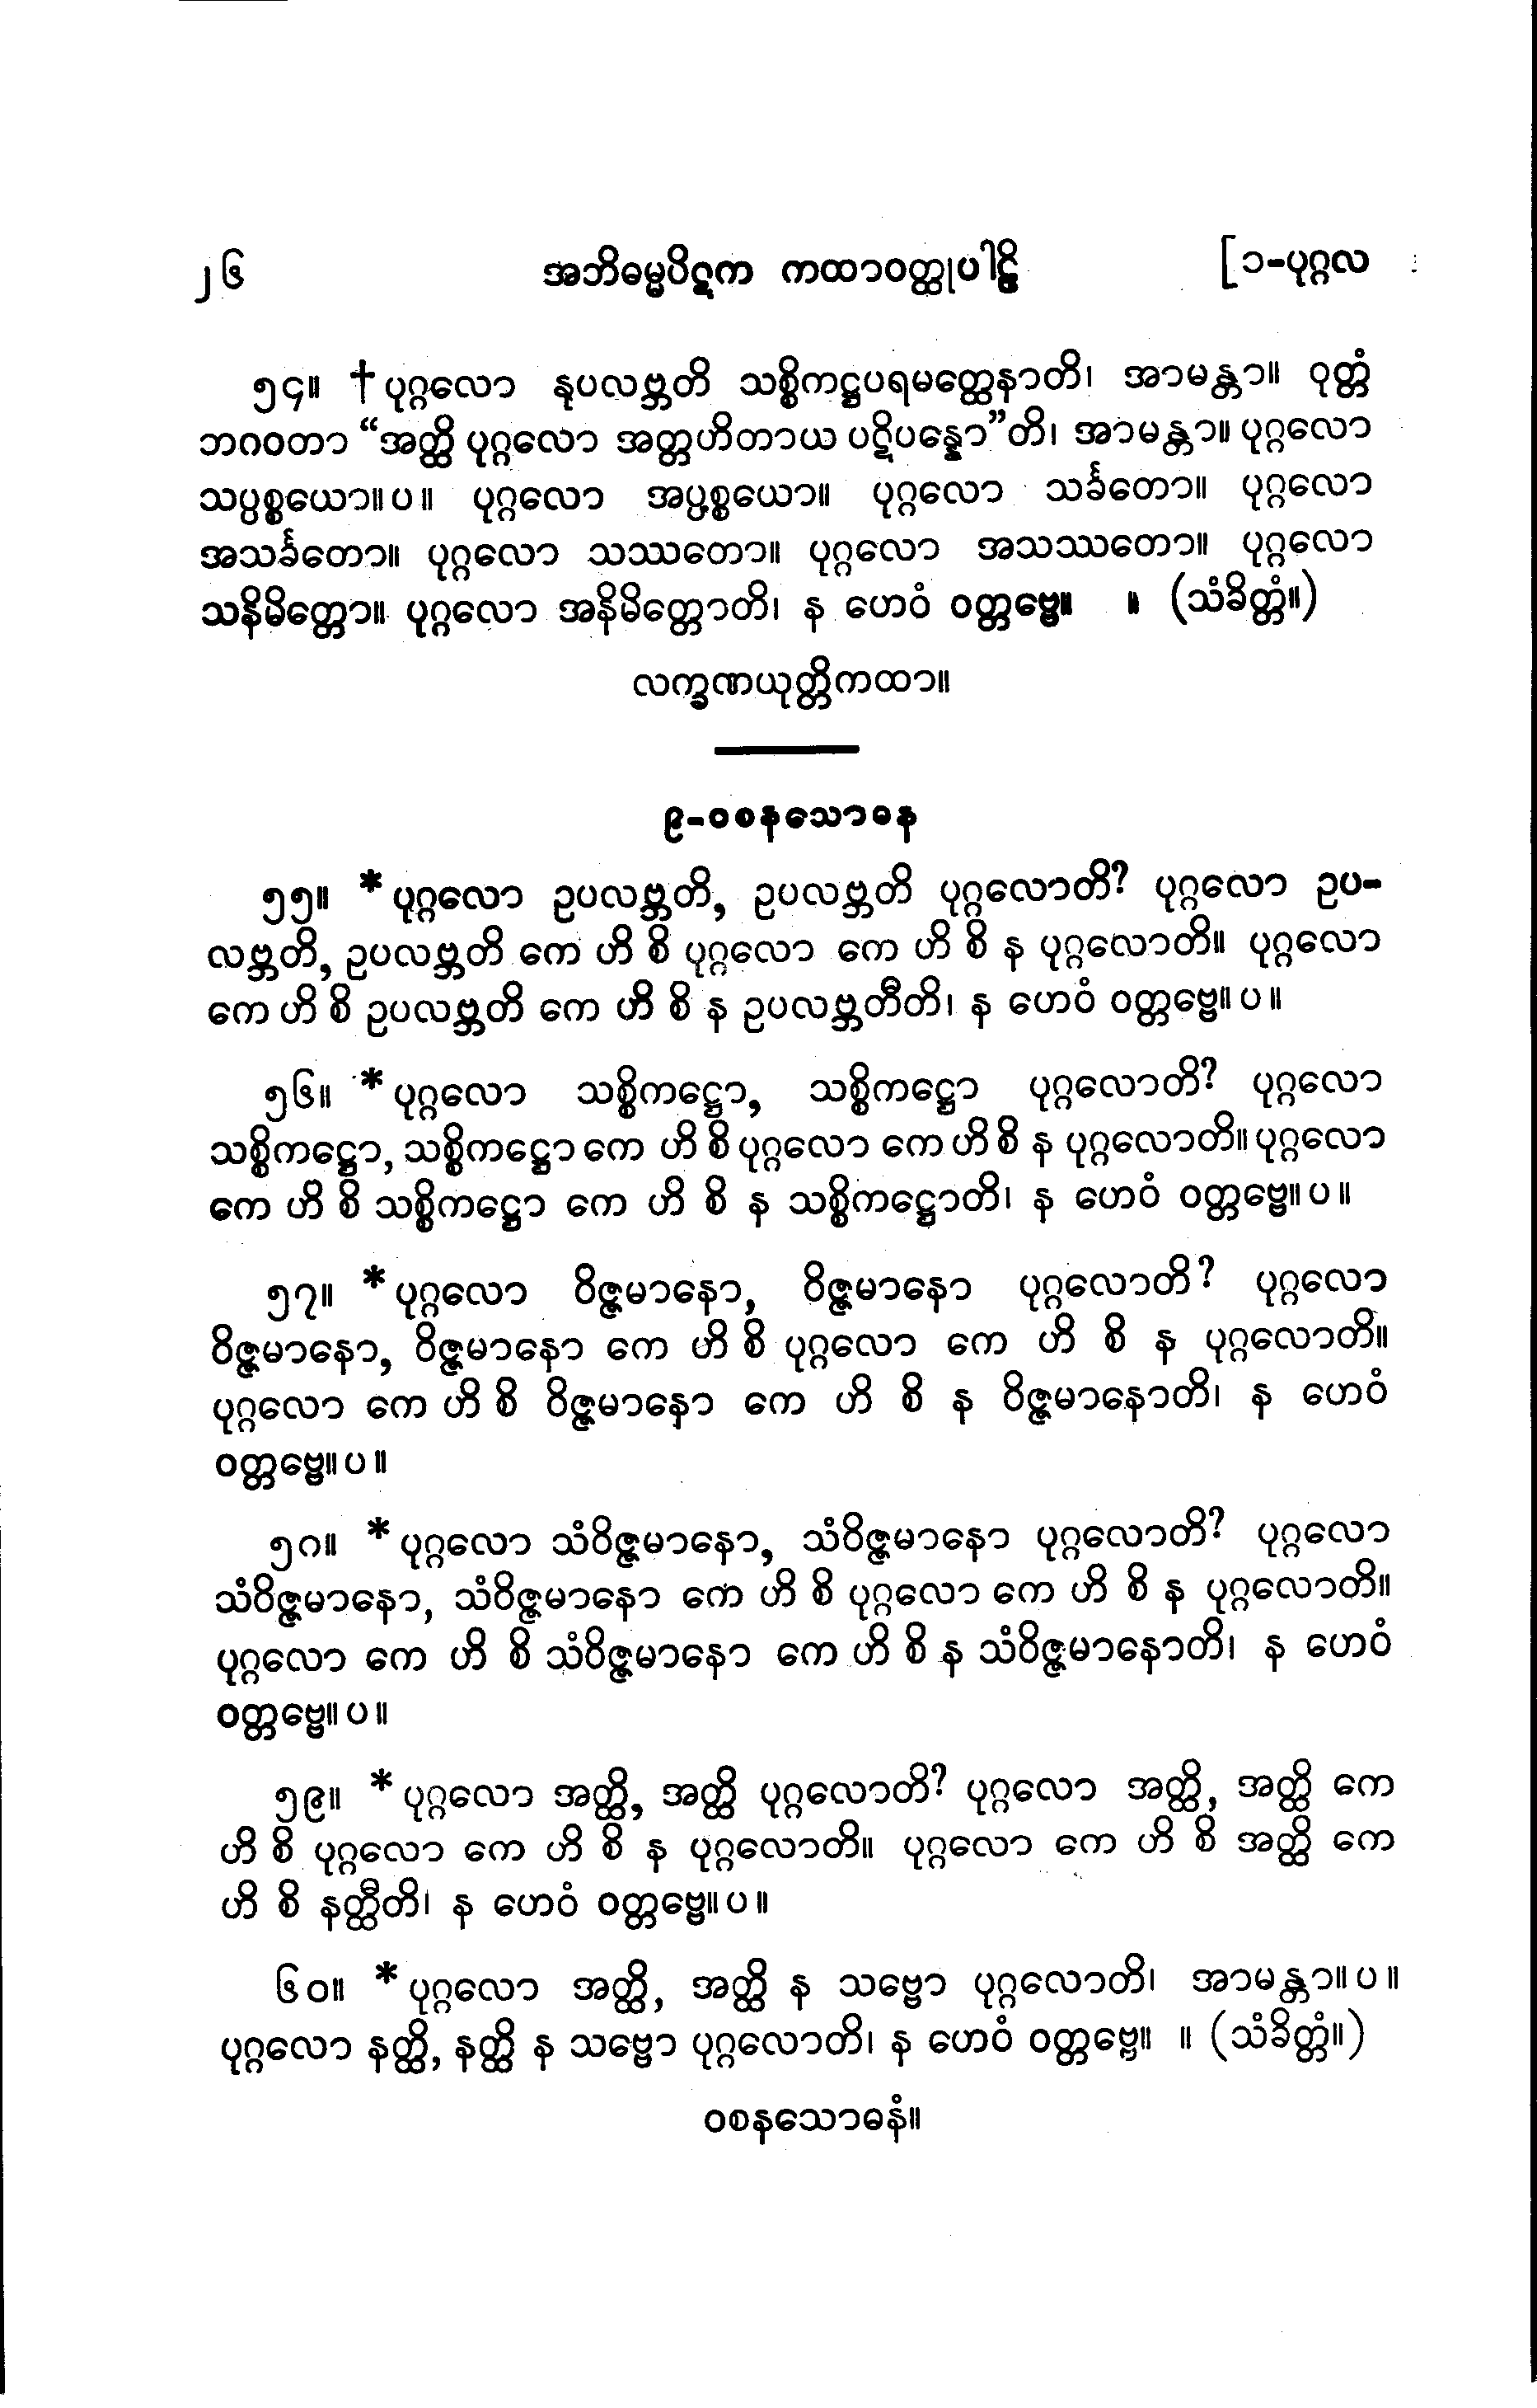 ၂၆ အဘိဓမ္မပိဋက ကထာဝတ္ထုပါဠိ [၁-ပုဂ္ဂလ
၅၄။ †ပုဂ္ဂလော နုပလဗ္ဘတိ သစ္စိကဋ္ဌပရမတ္ထေနာတိ၊ အာမန္တာ။ ဝုတ္တံ
ဘဂဝတာ “အတ္ထိ ပုဂ္ဂလော အတ္တဟိတာယ ပဋိပန္နော”တိ၊ အာမန္တာ။ ပုဂ္ဂလော
သပ္ပစ္စယော။ပ။ ပုဂ္ဂလော အပ္ပစ္စယော။ ပုဂ္ဂလော သင်္ခတော။ ပုဂ္ဂလော
အသင်္ခတော။ ပုဂ္ဂလော သဿတော။ ပုဂ္ဂလော အသဿတော။ ပုဂ္ဂလော
သနိမိတ္တော။ ပုဂ္ဂလော အနိမိတ္တောတိ၊ န ဟေဝံ ဝတ္တဗ္ဗေ။ ။ (သံခိတ္တံ။)
လက္ခဏယုတ္တိကထာ။
၉-ဝစနသောဓန
၅၅။ *ပုဂ္ဂလော ဥပလဗ္ဘတိ, ဥပလဗ္ဘတိ ပုဂ္ဂလောတိ? ပုဂ္ဂလော ဥပ-
လဗ္ဘတိ, ဥပလဗ္ဘတိ ကေ ဟိ စိ ပုဂ္ဂလော ကေ ဟိ စိ န ပုဂ္ဂလောတိ။ ပုဂ္ဂလော
ကေ ဟိ စိ ဥပလဗ္ဘတိ ကေ ဟိ စိ န ဥပလဗ္ဘတီတိ၊ န ဟေဝံ ဝတ္တဗ္ဗေ။ပ။
၅၆။ *ပုဂ္ဂလော သစ္စိကဋ္ဌော, သစ္စိကဋ္ဌော ပုဂ္ဂလောတိ? ပုဂ္ဂလော
သစ္စိကဋ္ဌော, သစ္စိကဋ္ဌော ကေ ဟိ စိ ပုဂ္ဂလော ကေ ဟိ စိ န ပုဂ္ဂလောတိ။ ပုဂ္ဂလော
ကေ ဟိ စိ သစ္စိကဋ္ဌော ကေ ဟိ စိ န သစ္စိကဋ္ဌောတိ၊ န ဟေဝံ ဝတ္တဗ္ဗေ။ပ။
၅၇။ *ပုဂ္ဂလော ဝိဇ္ဇမာနော, ဝိဇ္ဇမာနော ပုဂ္ဂလောတိ? ပုဂ္ဂလော
ဝိဇ္ဇမာနော, ဝိဇ္ဇမာနော ကေ ဟိ စိ ပုဂ္ဂလော ကေ ဟိ စိ န ပုဂ္ဂလောတိ။
ပုဂ္ဂလော ကေ ဟိ စိ ဝိဇ္ဇမာနော ကေ ဟိ စိ န ဝိဇ္ဇမာနောတိ၊ န ဟေဝံ
ဝတ္တဗ္ဗေ။ပ။
၅၈။ *ပုဂ္ဂလော သံဝိဇ္ဇမာနော, သံဝိဇ္ဇမာနော ပုဂ္ဂလောတိ? ပုဂ္ဂလော
သံဝိဇ္ဇမာနော, သံဝိဇ္ဇမာနော ကေ ဟိ စိ ပုဂ္ဂလော ကေ ဟိ စိ န ပုဂ္ဂလောတိ။
ပုဂ္ဂလော ကေ ဟိ စိ သံဝိဇ္ဇမာနော ကေ ဟိ စိ န သံဝိဇ္ဇမာနောတိ၊ န ဟေဝံ
ဝတ္တဗ္ဗေ။ပ။
၅၉။ *ပုဂ္ဂလော အတ္ထိ, အတ္ထိ ပုဂ္ဂလောတိ? ပုဂ္ဂလော အတ္ထိ, အတ္ထိ ကေ
ဟိ စိ ပုဂ္ဂလော ကေ ဟိ စိ န ပုဂ္ဂလောတိ။ ပုဂ္ဂလော ကေ ဟိ စိ အတ္ထိ ကေ
ဟိ စိ နတ္ထီတိ၊ န ဟေဝံ ဝတ္တဗ္ဗေ။ပ။
၆၀။ *ပုဂ္ဂလော အတ္ထိ, အတ္ထိ န သဗ္ဗော ပုဂ္ဂလောတိ၊ အာမန္တာ။ပ။
ပုဂ္ဂလော နတ္ထိ, နတ္ထိ န သဗ္ဗော ပုဂ္ဂလောတိ၊ န ဟေဝံ ဝတ္တဗ္ဗေ။ ။ (သံခိတ္တံ။)
ဝစနသောဓနံ။